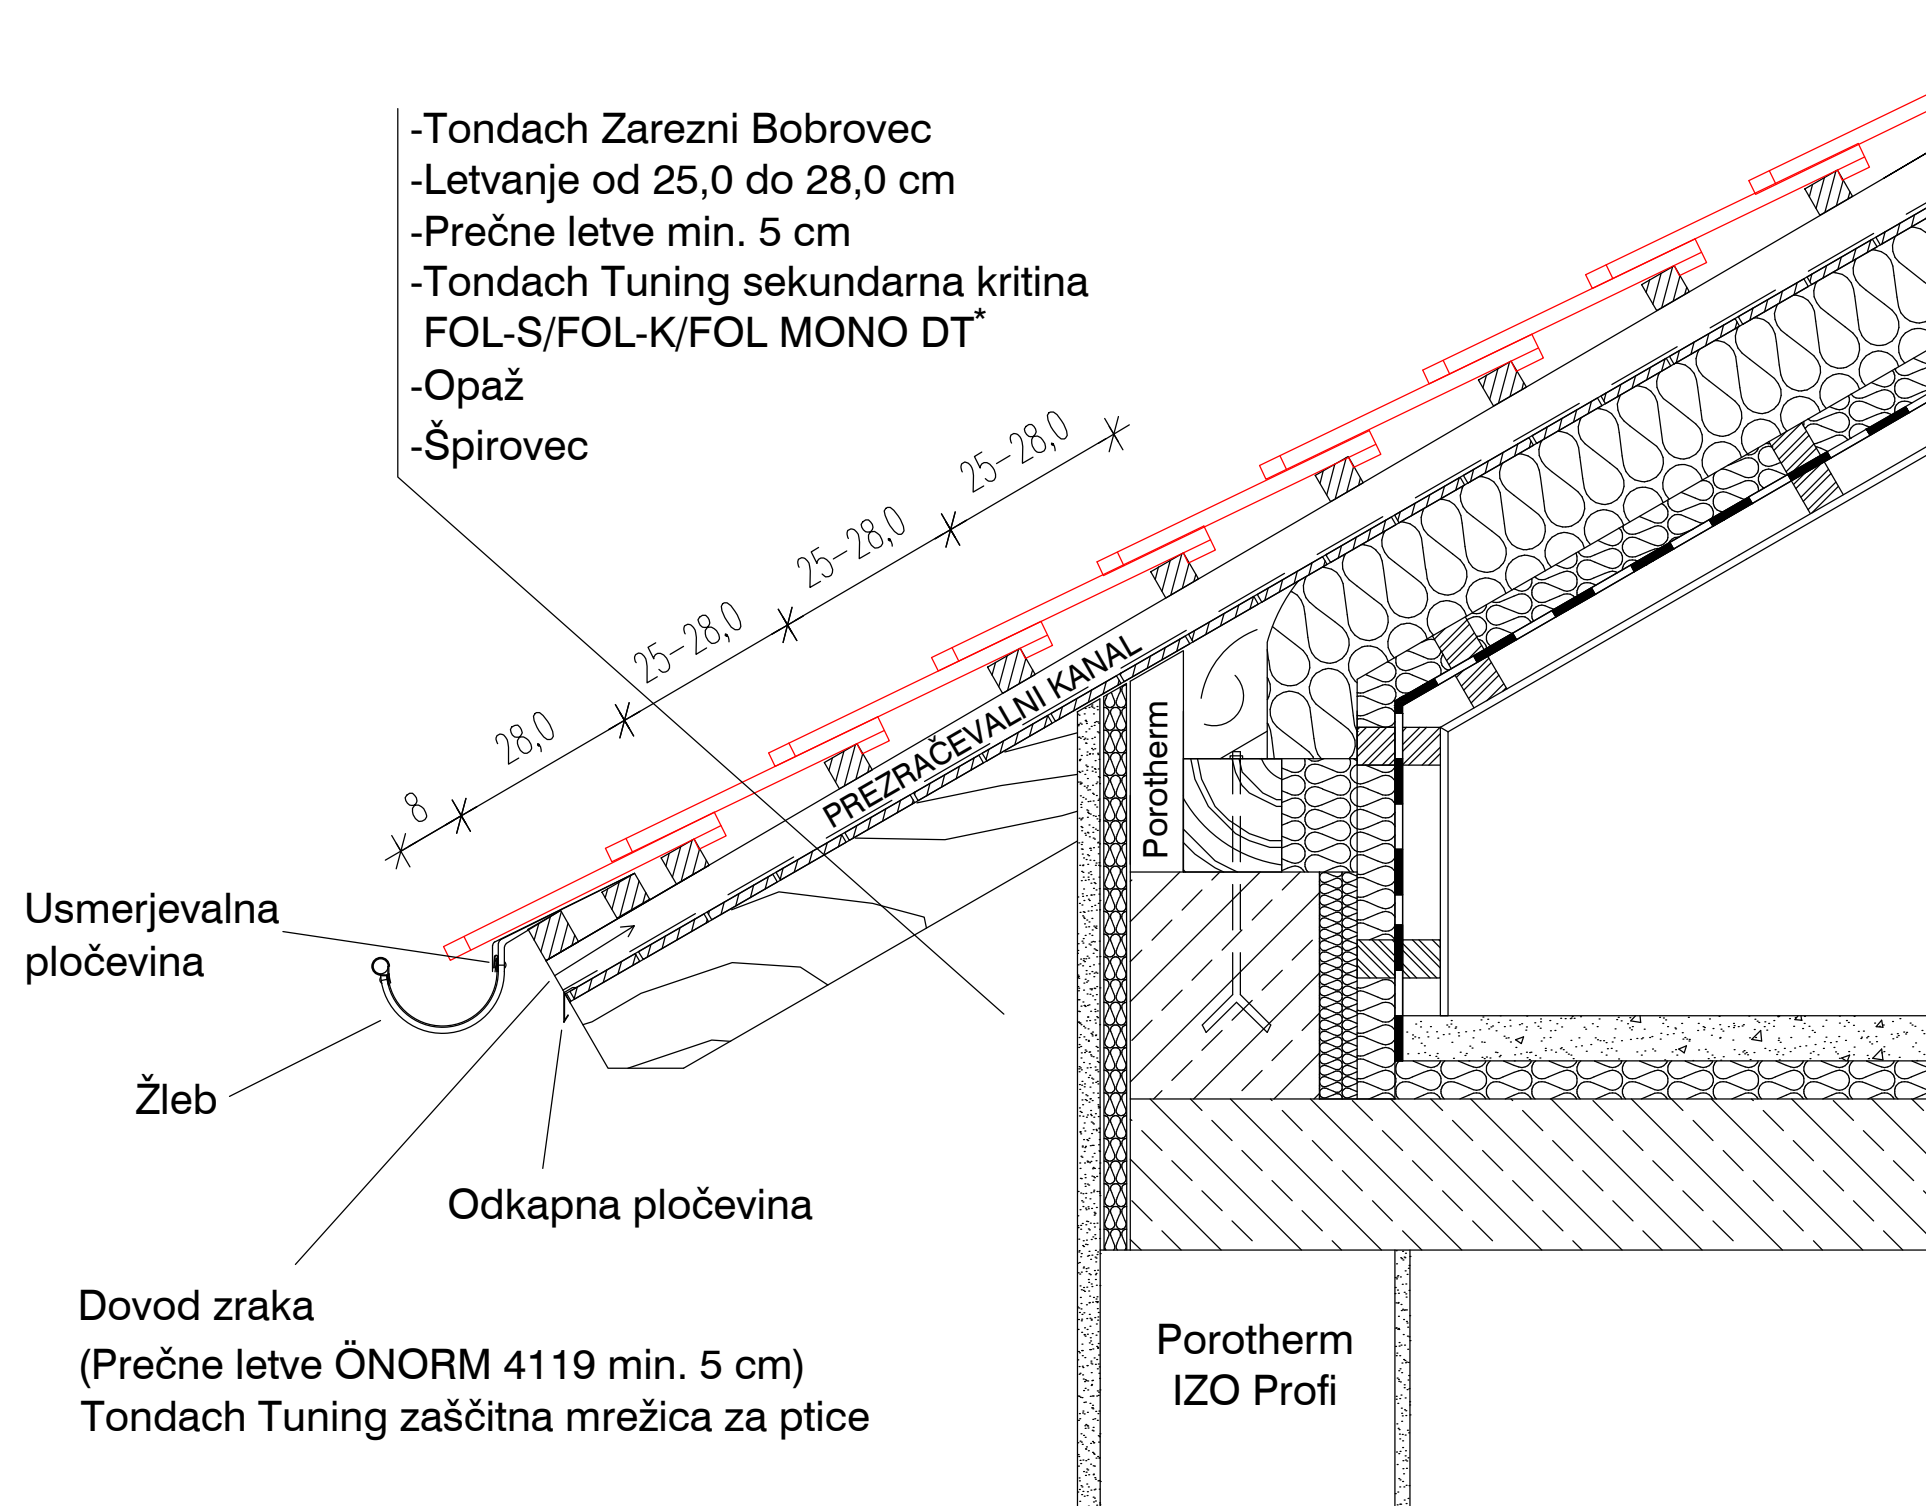 -Tondach Zarezni Bobrovec
-Letvanje od 25,0 do 28,0 cm
-Prečne letve min. 5 cm
-Tondach Tuning sekundarna kritina
FOL-S/FOL-K/FOL MONO DT*
-Opaž
-Špirovec
25-28,0
25-28,0
25-28,0
28,0
8
PREZRAČEVALNI KANAL
Porotherm
Usmerjevalna
pločevina
Žleb
Odkapna pločevina
Dovod zraka
(Prečne letve ÖNORM 4119 min. 5 cm)
Tondach Tuning zaščitna mrežica za ptice
Porotherm
IZO Profi